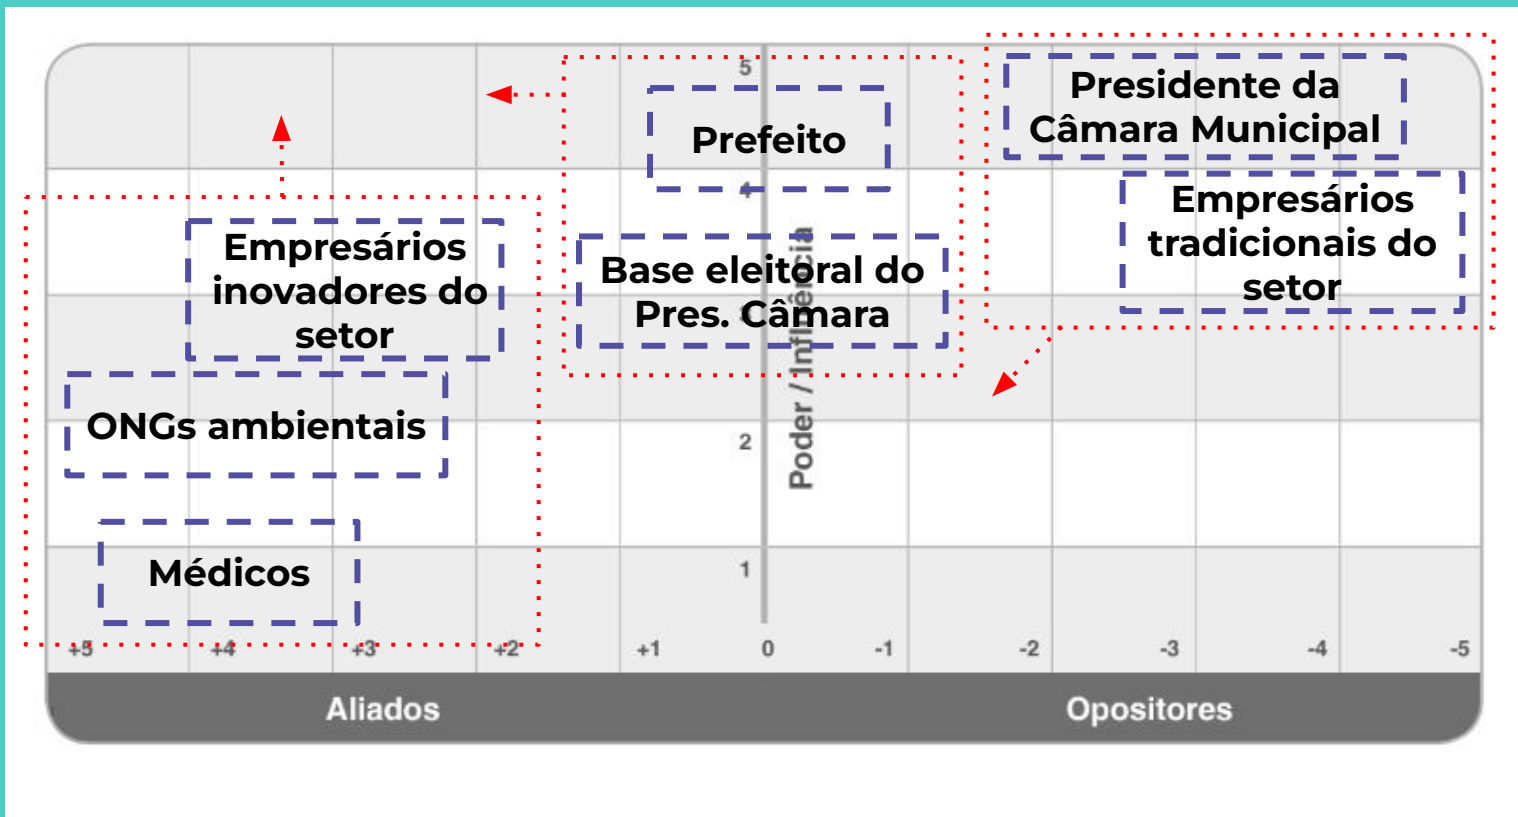 5
Presidente da
Câmara Municipal
Prefeito
4
Empresários
tradicionais do
setor
Empresários
inovadores do
setor
Base eleitoral do
Pres. Câmara
Poder / Influência
ONGs ambientais
2
Médicos
1
+5 +4 +3 +2 +1 0 -1 -2 -3 -4 -5
Aliados Opositores